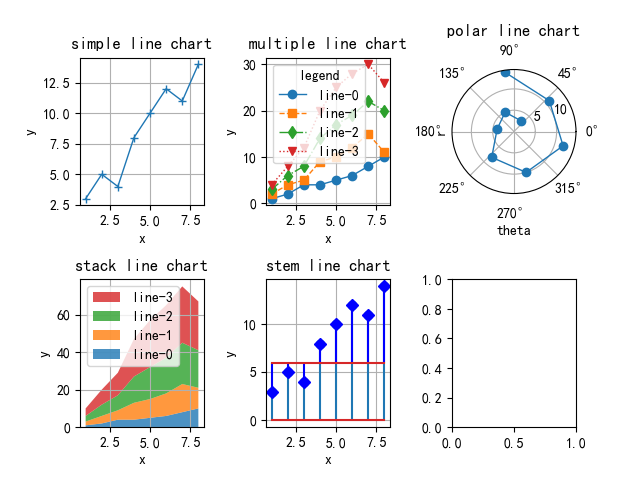 simple line chart
12.5
10.0
7.5
5.0
2.5
y
2.5 5.0 7.5
x
multiple line chart
legend
line-0
line-1
line-2
line-3
30
20
10
0
y
2.5 5.0 7.5
x
polar line chart
90°
135° 45°
180° 0°
5 10
r
225° 315°
270°
theta
stack line chart
line-3
line-2
line-1
line-0
60
40
20
0
y
2.5 5.0 7.5
x
stem line chart
10
5
0
y
2.5 5.0 7.5
x
1.0
0.8
0.6
0.4
0.2
0.0
0.0 0.5 1.0